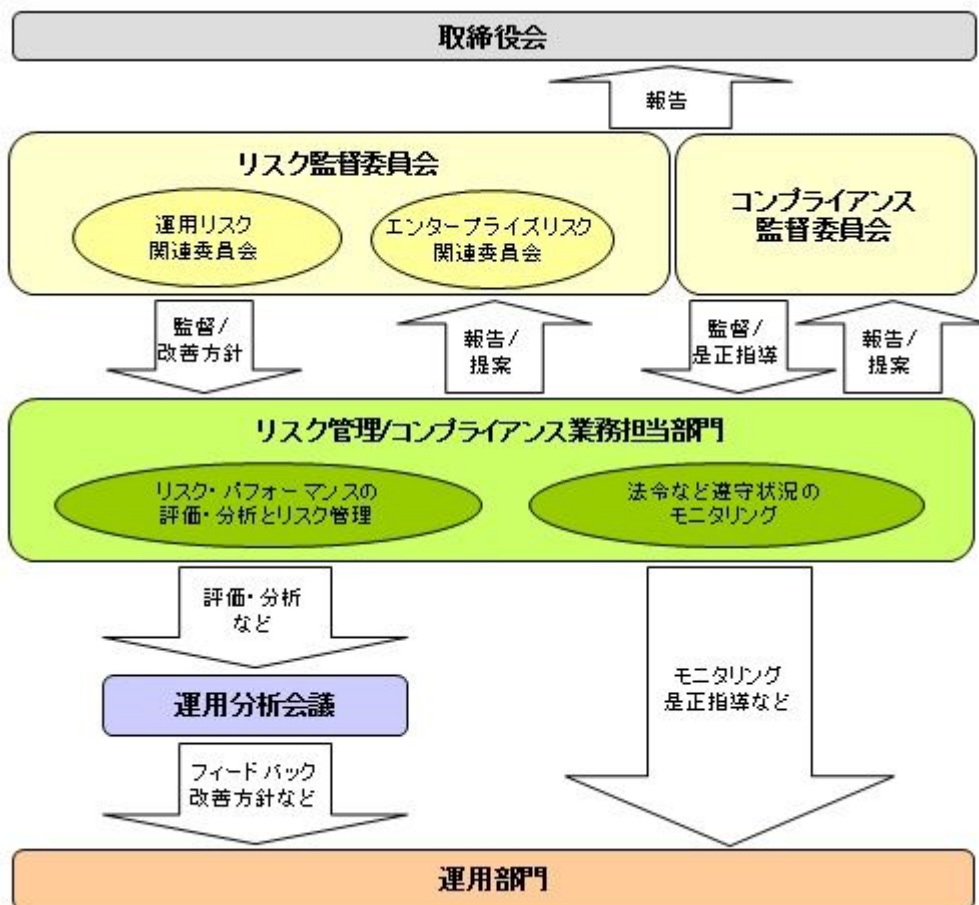 取締役会
報告
リスク監督委員会
運用リスク
関連委員会
エンタープライズリスク
関連委員会
コンプライアンス
監督委員会
監督/
改善方針
報告/
提案
監督/
是正指導
報告/
提案
リスク管理/コンプライアンス業務担当部門
リスク・パフォーマンスの
評価・分析とリスク管理
法令など遵守状況の
モニタリング
評価・分析
など
運用分析会議
モニタリング
是正指導など
フィードバック
改善方針など
運用部門